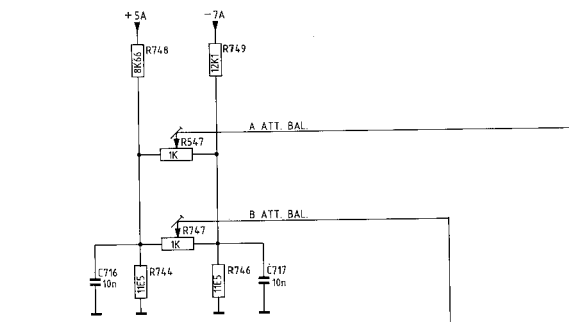 +5A
-7A
R748
8K66
R749
12K1
A ATT. BAL.
R547
1K
B ATT. BAL.
R747
1K
C716
10n
R744
11E5
R746
11E5
C717
10n